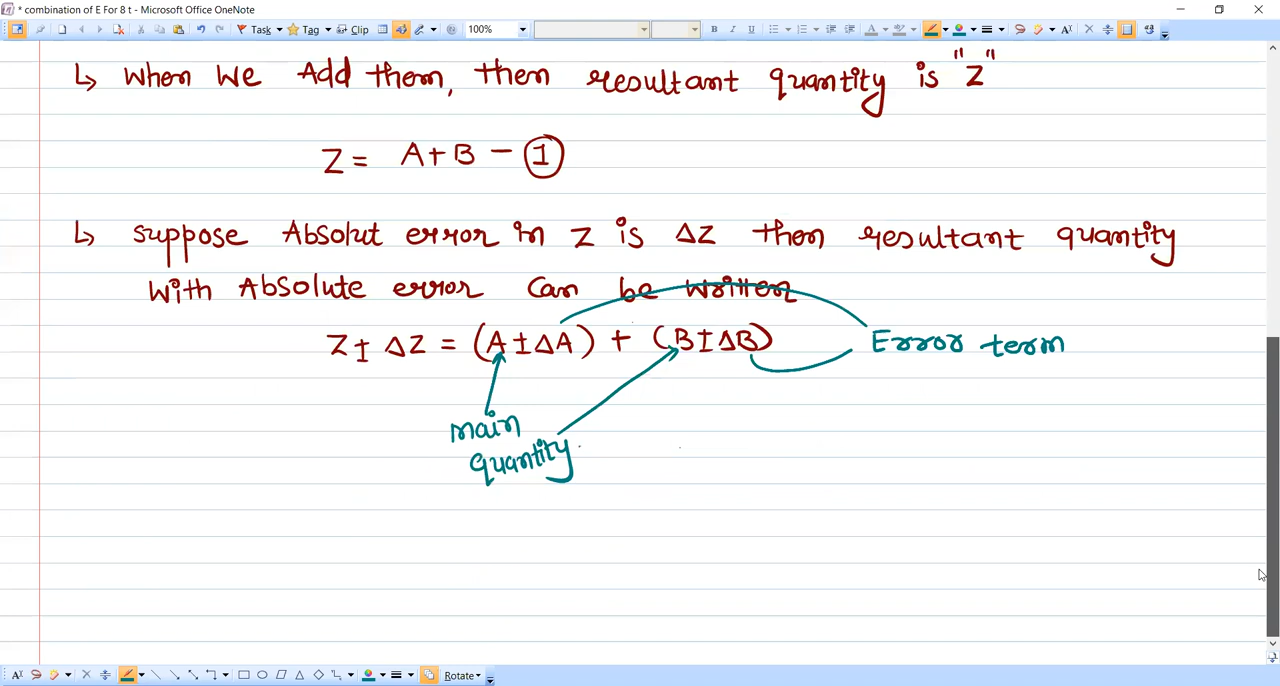 * combination of E For 8 t - Microsoft Office OneNote
Task Tag Clip 100%
↳ When We Add them, then resultant quantity is "Z"
Z = A+B - ①
↳ suppose Absolut error in Z is ΔZ then resultant quantity
With Absolute error Can be Written
Z ± ΔZ = (A ± ΔA) + (B ± ΔB)
Error term
main
quantity
Rotate